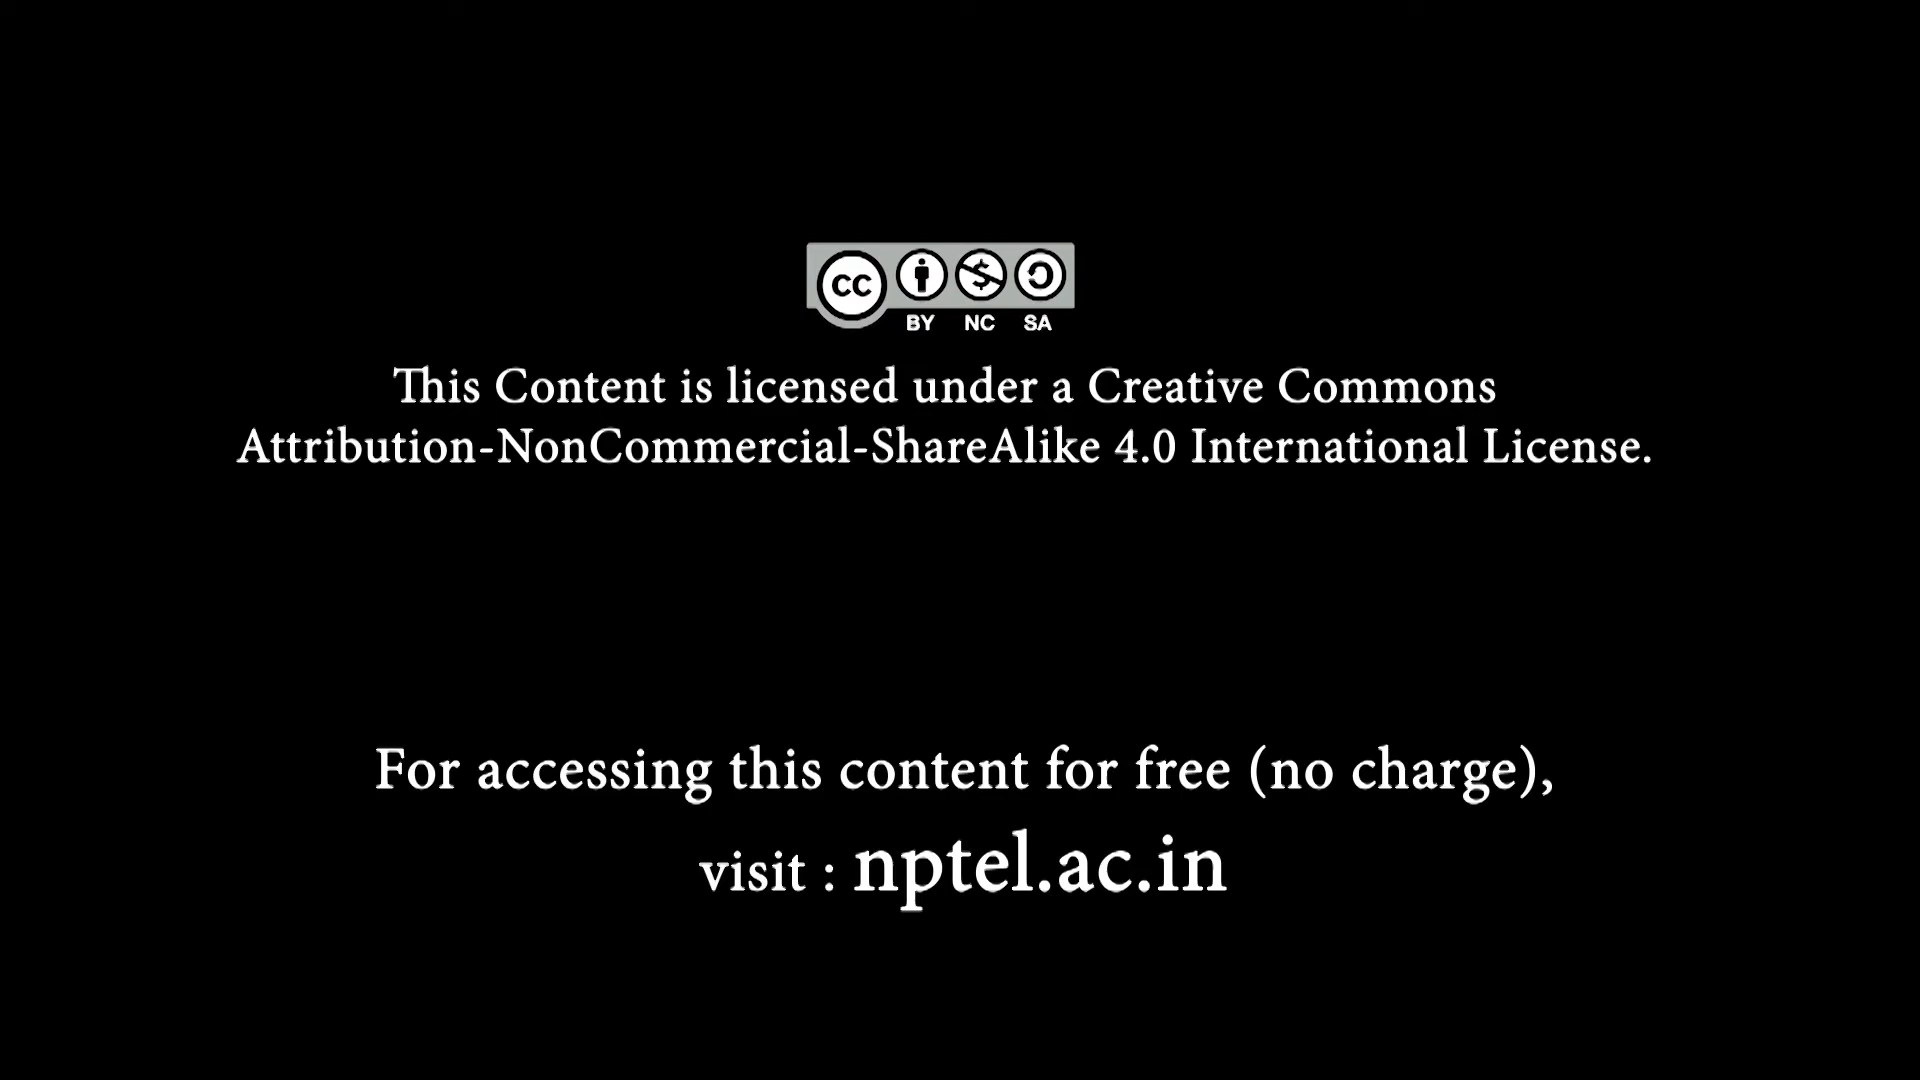 cc
BY NC SA
This Content is licensed under a Creative Commons
Attribution-NonCommercial-ShareAlike 4.0 International License.
For accessing this content for free (no charge),
visit : nptel.ac.in